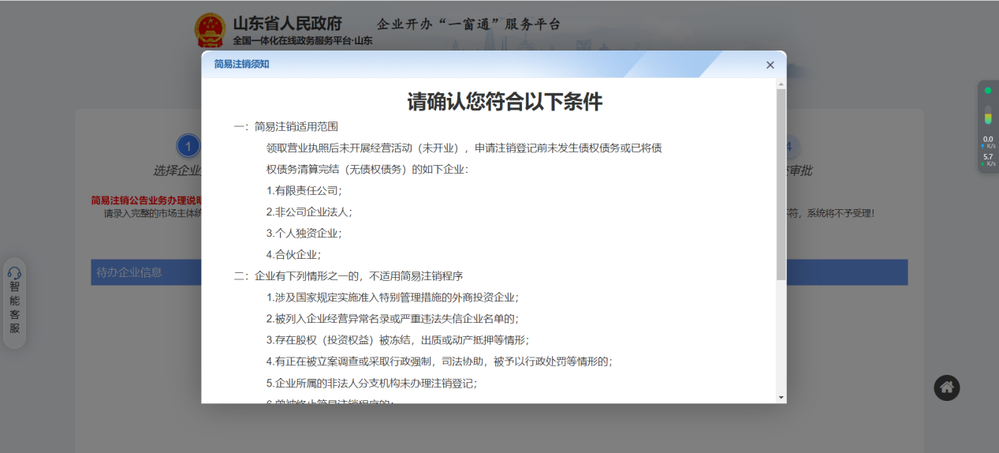 山东省人民政府
全国一体化在线政务服务平台·山东
企业开办“一窗通”服务平台
简易注销须知
请确认您符合以下条件
一：简易注销适用范围
领取营业执照后未开展经营活动（未开业），申请注销登记前未发生债权债务或已将债
权债务清算完结（无债权债务）的如下企业：
1.有限责任公司；
2.非公司企业法人；
3.个人独资企业；
4.合伙企业；
二：企业有下列情形之一的，不适用简易注销程序
1.涉及国家规定实施准入特别管理措施的外商投资企业；
2.被列入企业经营异常名录或严重违法失信企业名单的；
3.存在股权（投资权益）被冻结，出质或动产抵押等情形；
4.有正在被立案调查或采取行政强制，司法协助，被予以行政处罚等情形的；
5.企业所属的非法人分支机构未办理注销登记；
6.曾被终止简易注销程序的；
1
选择企业
4
审批
简易注销公告业务办理说明
请录入完整的市场主体统
不符，系统将不予受理！
待办企业信息
智能客服
0.0
K/s
5.7
K/s